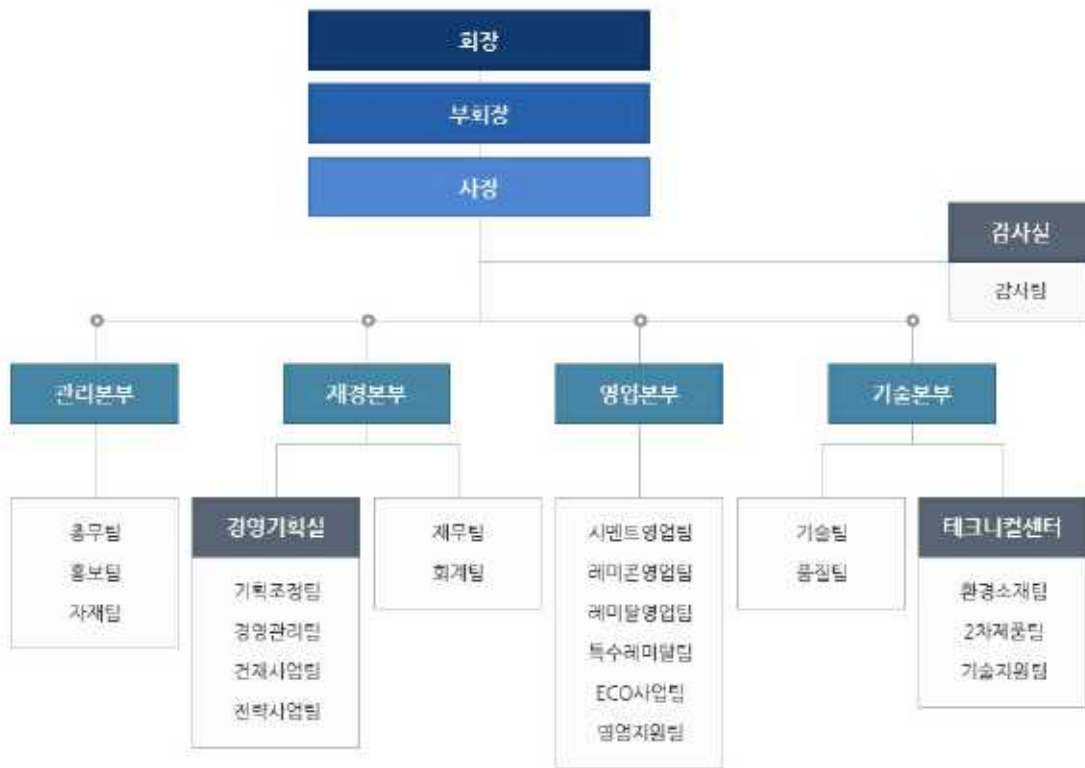 회장
부회장
사장
감사실
감사팀
관리본부
재경본부
영업본부
기술본부
총무팀
홍보팀
자재팀
경영기획실
기획조정팀
경영관리팀
건재사업팀
전략사업팀
재무팀
회계팀
시멘트영업팀
레미콘영업팀
레미탈영업팀
특수레미탈팀
ECO사업팀
영업지원팀
기술팀
품질팀
테크니컬센터
환경소재팀
2차제품팀
기술지원팀